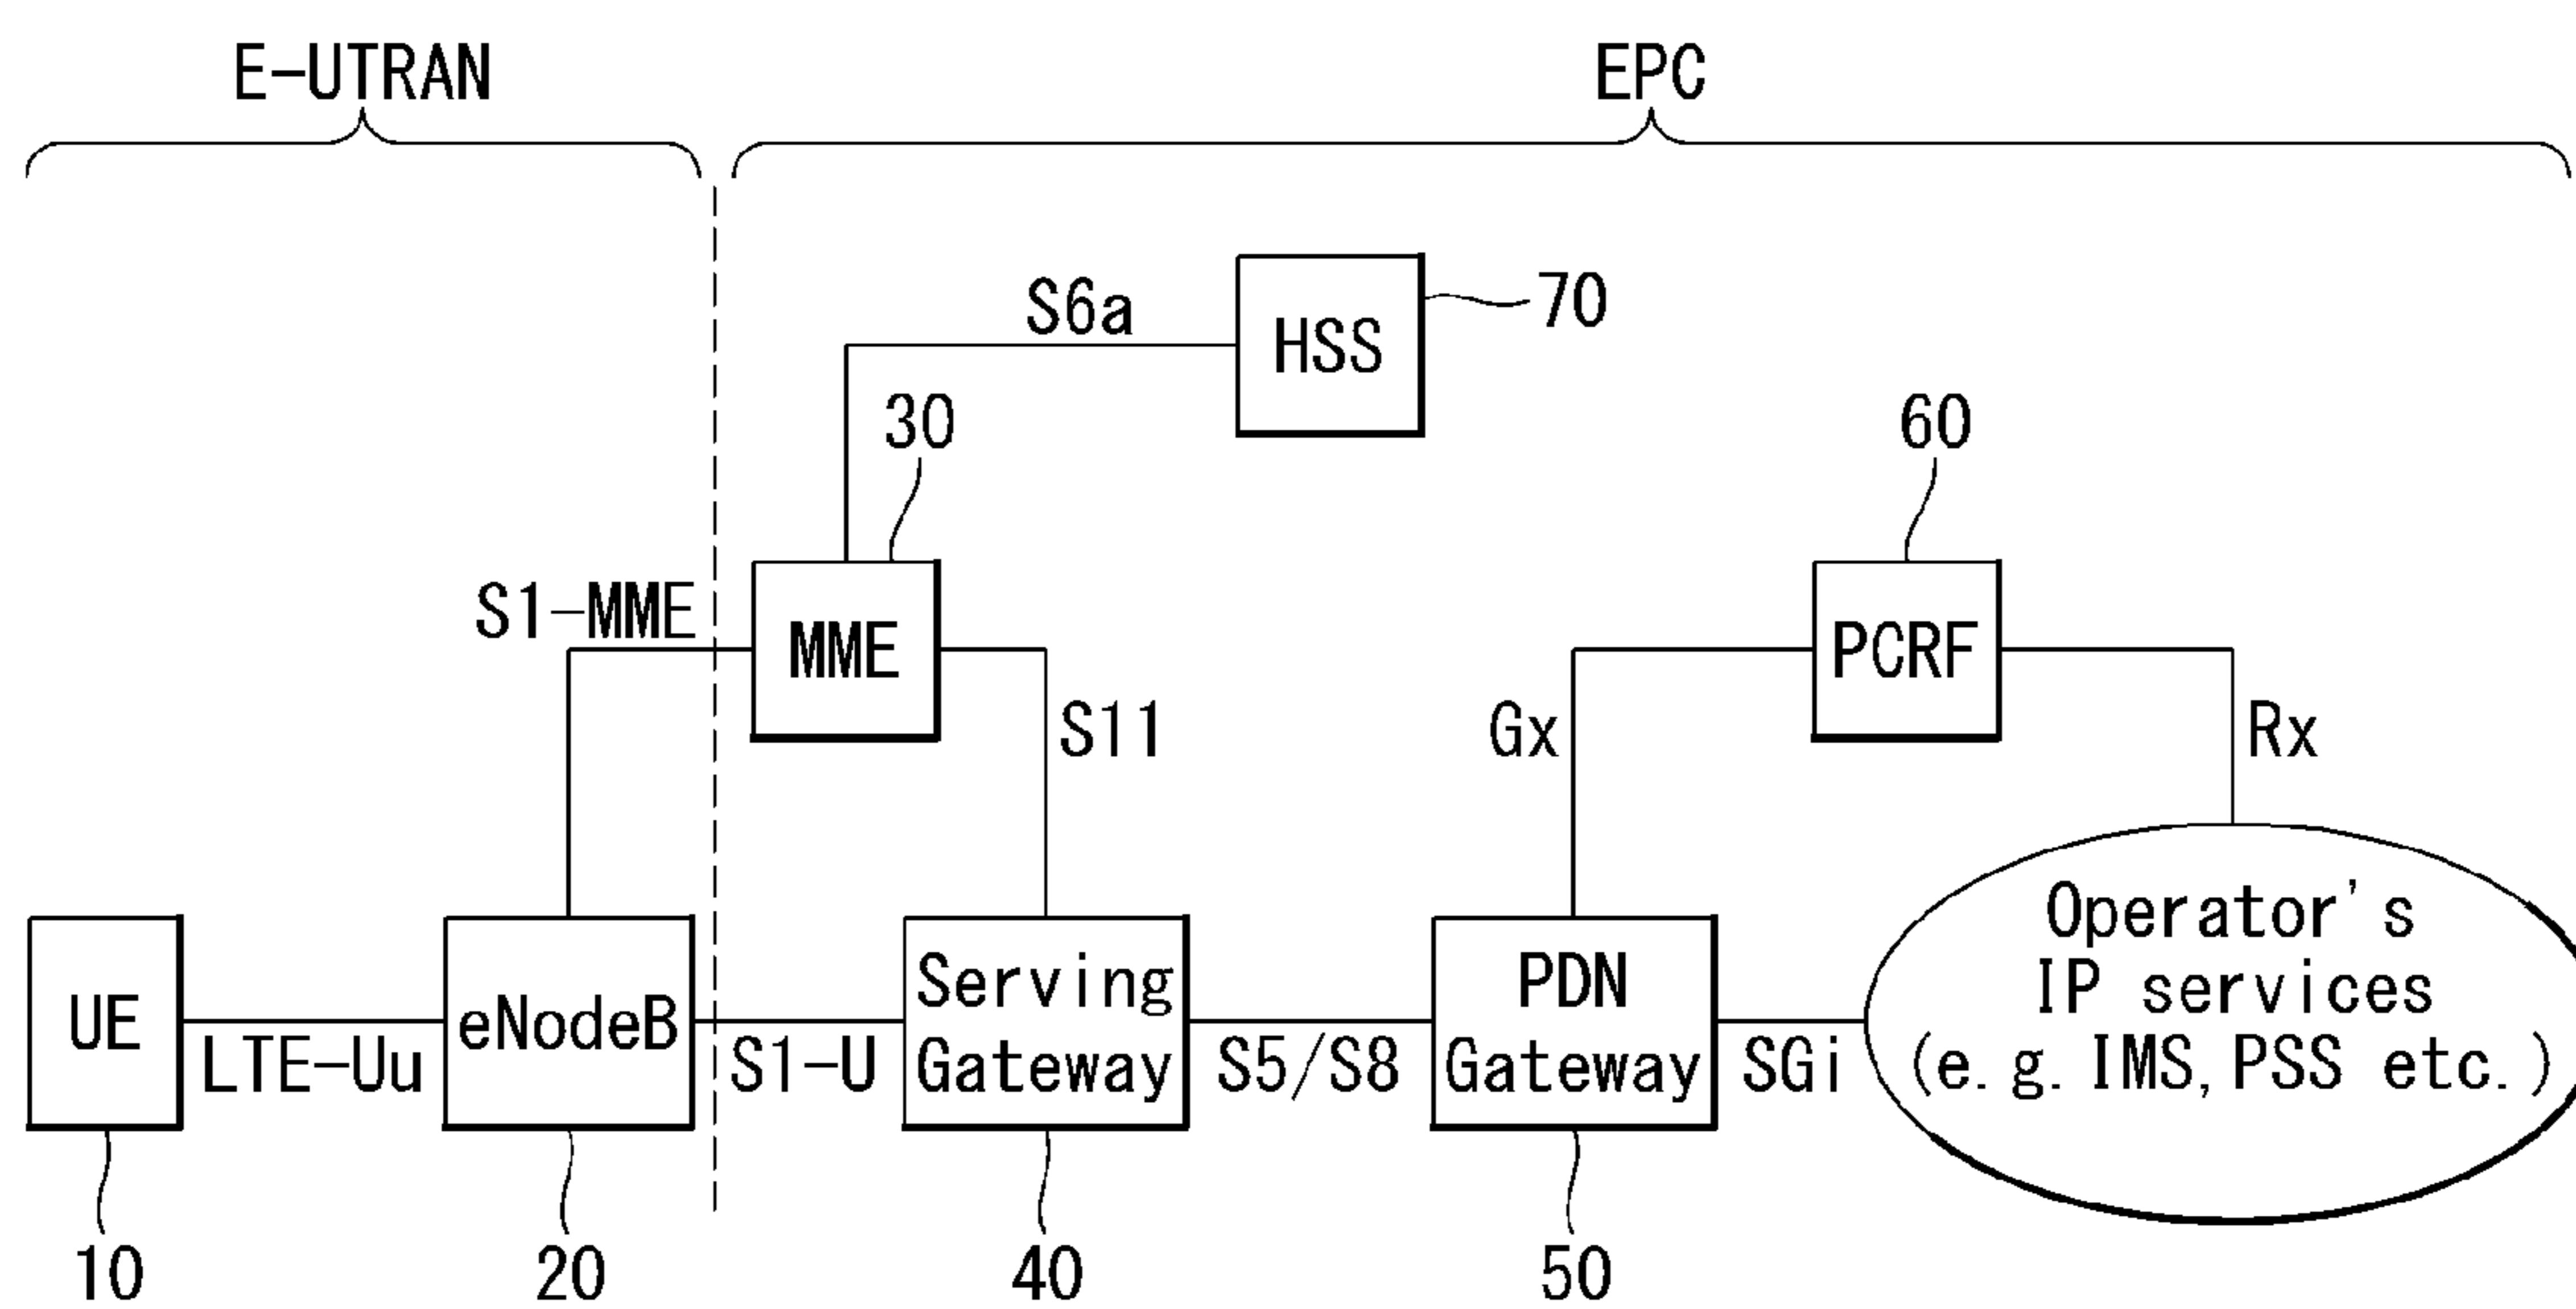 E-UTRAN
EPC
S6a
HSS
70
30
60
S1-MME
MME
S11
Gx
PCRF
Rx
UE
LTE-Uu
eNodeB
S1-U
Serving
Gateway
S5/S8
PDN
Gateway
SGi
Operator's
IP services
(e.g. IMS, PSS etc.)
10
20
40
50